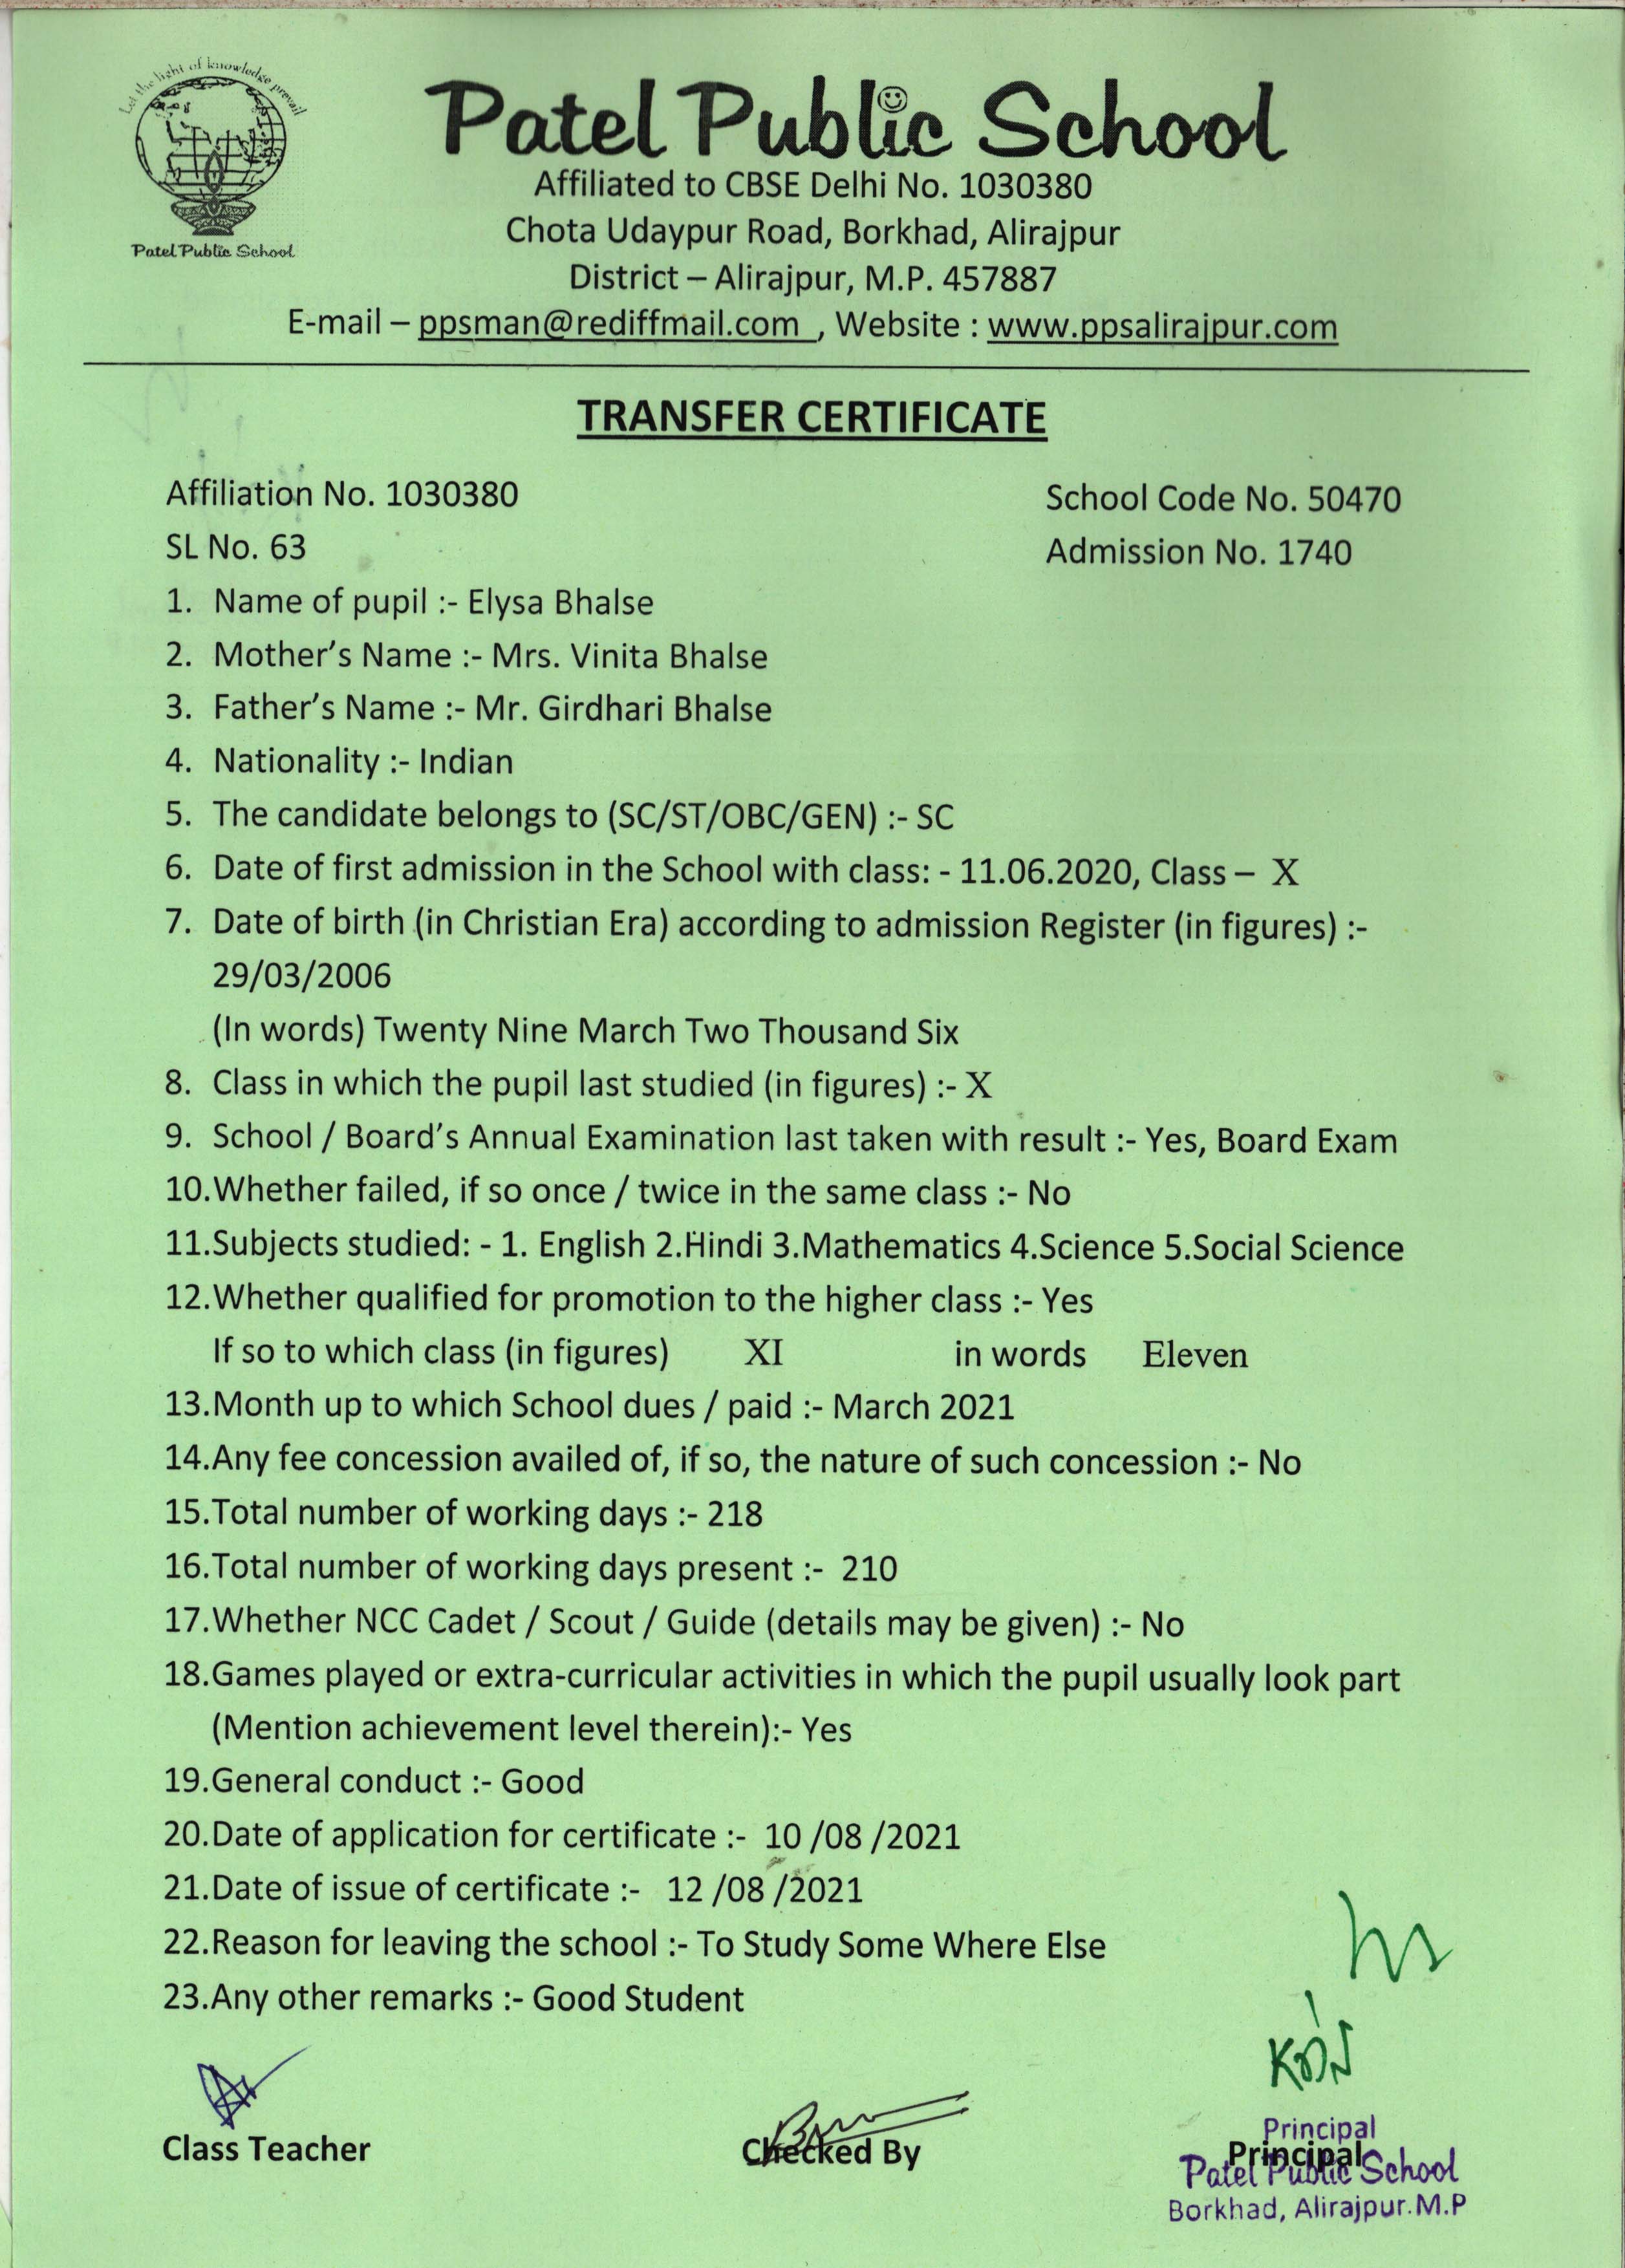 Let the light of knowledge prevail
Patel Public School
Patel Public School
Affiliated to CBSE Delhi No. 1030380
Chota Udaypur Road, Borkhad, Alirajpur
District – Alirajpur, M.P. 457887
E-mail – ppsman@rediffmail.com , Website : www.ppsalirajpur.com
TRANSFER CERTIFICATE
Affiliation No. 1030380 School Code No. 50470
SL No. 63 Admission No. 1740
1. Name of pupil :- Elysa Bhalse
2. Mother’s Name :- Mrs. Vinita Bhalse
3. Father’s Name :- Mr. Girdhari Bhalse
4. Nationality :- Indian
5. The candidate belongs to (SC/ST/OBC/GEN) :- SC
6. Date of first admission in the School with class: - 11.06.2020, Class – X
7. Date of birth (in Christian Era) according to admission Register (in figures) :-
29/03/2006
(In words) Twenty Nine March Two Thousand Six
8. Class in which the pupil last studied (in figures) :- X
9. School / Board’s Annual Examination last taken with result :- Yes, Board Exam
10.Whether failed, if so once / twice in the same class :- No
11.Subjects studied: - 1. English 2.Hindi 3.Mathematics 4.Science 5.Social Science
12.Whether qualified for promotion to the higher class :- Yes
If so to which class (in figures) XI in words Eleven
13.Month up to which School dues / paid :- March 2021
14.Any fee concession availed of, if so, the nature of such concession :- No
15.Total number of working days :- 218
16.Total number of working days present :- 210
17.Whether NCC Cadet / Scout / Guide (details may be given) :- No
18.Games played or extra-curricular activities in which the pupil usually look part
(Mention achievement level therein):- Yes
19.General conduct :- Good
20.Date of application for certificate :- 10 /08 /2021
21.Date of issue of certificate :- 12 /08 /2021
22.Reason for leaving the school :- To Study Some Where Else
23.Any other remarks :- Good Student
Class Teacher Checked By Principal
Principal
Patel Public School
Borkhad, Alirajpur.M.P